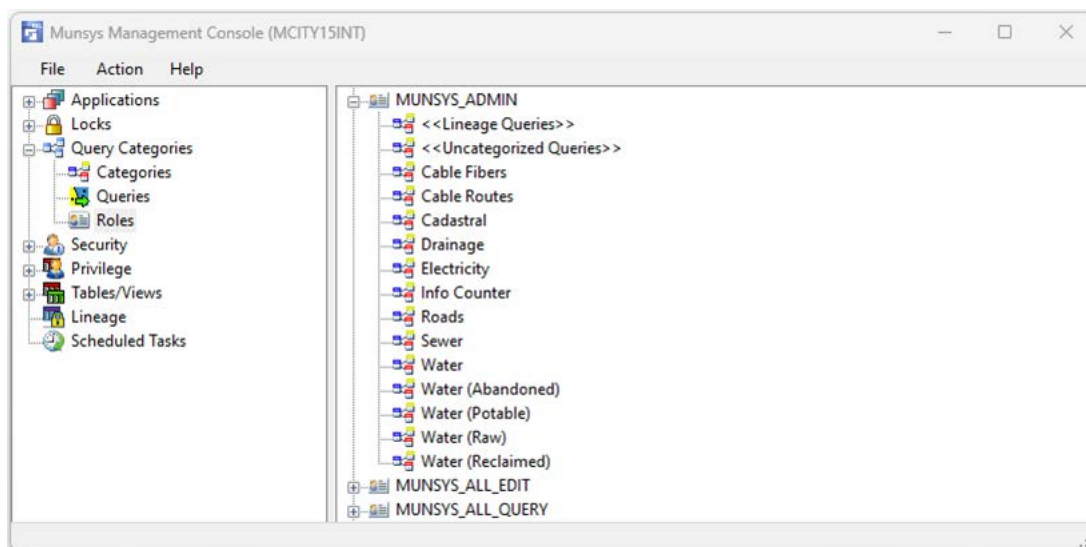 Munsys Management Console (MCITY15INT)
File Action Help
Applications
Locks
Query Categories
Categories
Queries
Roles
Security
Privilege
Tables/Views
Lineage
Scheduled Tasks
MUNSYS_ADMIN
<<Lineage Queries>>
<<Uncategorized Queries>>
Cable Fibers
Cable Routes
Cadastral
Drainage
Electricity
Info Counter
Roads
Sewer
Water
Water (Abandoned)
Water (Potable)
Water (Raw)
Water (Reclaimed)
MUNSYS_ALL_EDIT
MUNSYS_ALL_QUERY